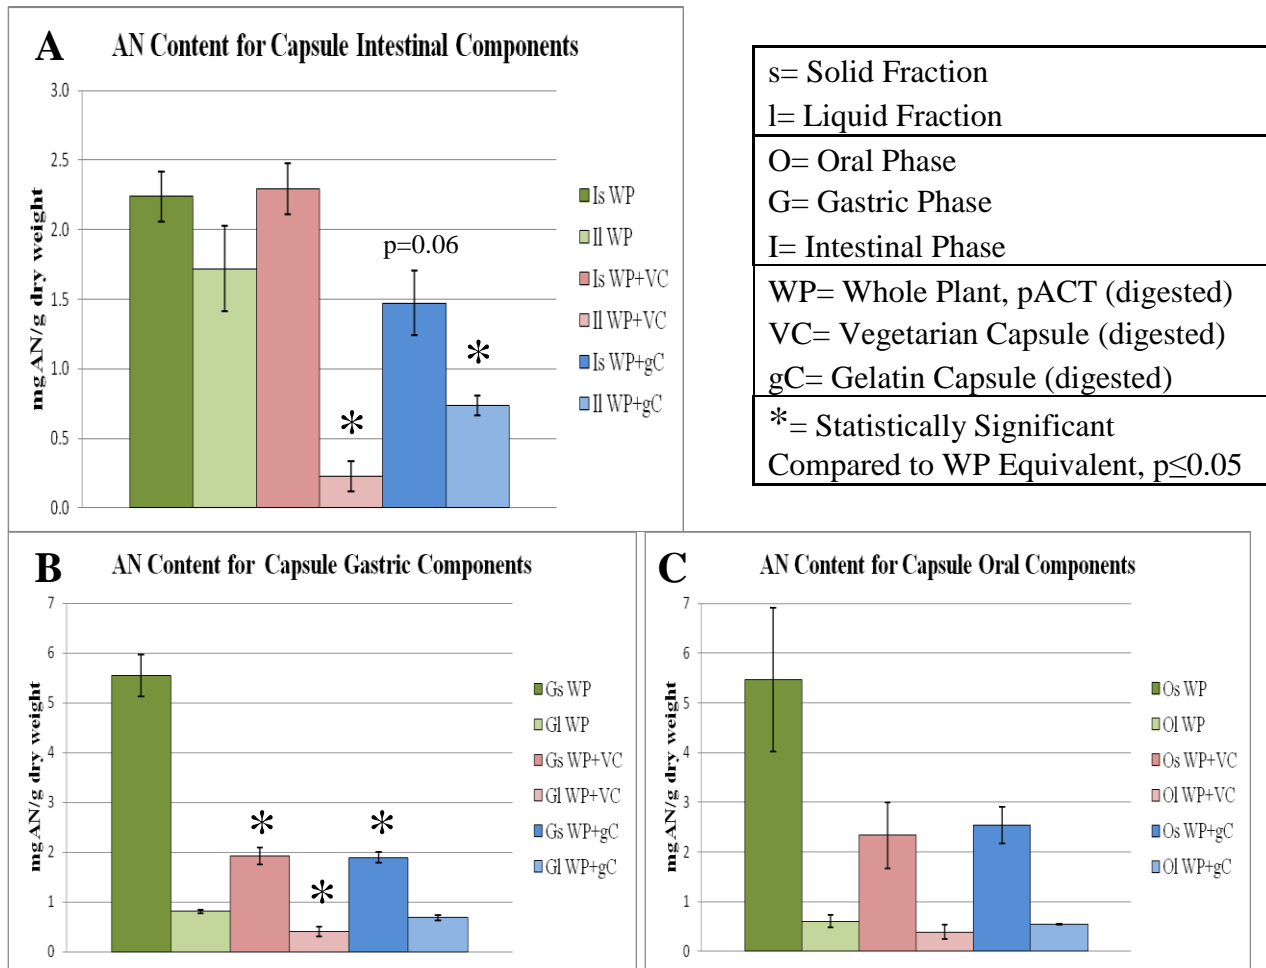 A
AN Content for Capsule Intestinal Components
mg AN/g dry weight
3.0
2.5
2.0
1.5
1.0
0.5
0.0
p=0.06
*
*
Is WP
Il WP
Is WP+VC
Il WP+VC
Is WP+gC
Il WP+gC
s= Solid Fraction
l= Liquid Fraction
O= Oral Phase
G= Gastric Phase
I= Intestinal Phase
WP= Whole Plant, pACT (digested)
VC= Vegetarian Capsule (digested)
gC= Gelatin Capsule (digested)
*= Statistically Significant
Compared to WP Equivalent, p≤0.05
B
AN Content for Capsule Gastric Components
mg AN/g dry weight
7
6
5
4
3
2
1
0
*
*
*
Gs WP
Gl WP
Gs WP+VC
Gl WP+VC
Gs WP+gC
Gl WP+gC
C
AN Content for Capsule Oral Components
mg AN/g dry weight
7
6
5
4
3
2
1
0
Os WP
Ol WP
Os WP+VC
Ol WP+VC
Os WP+gC
Ol WP+gC